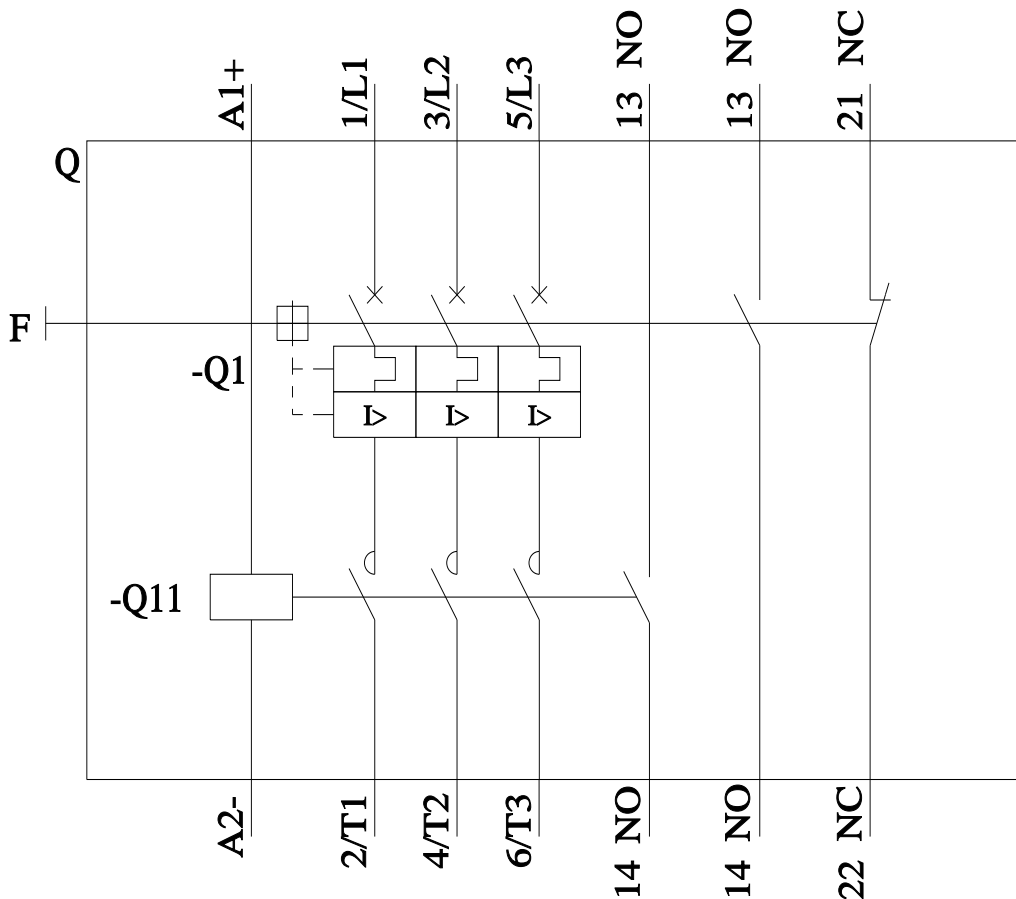 A1+
1/L1
3/L2
5/L3
13 NO
13 NO
21 NC
Q
F
-Q1
I> I> I>
-Q11
A2-
2/T1
4/T2
6/T3
14 NO
14 NO
22 NC